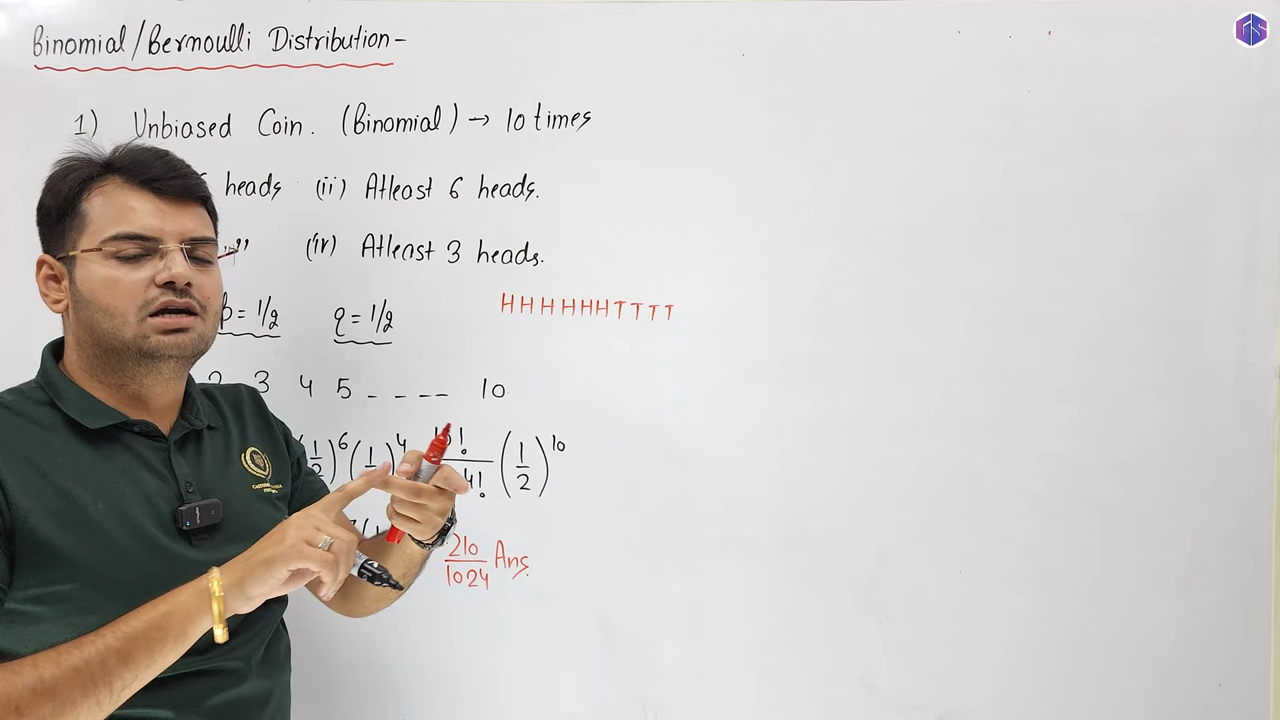 Binomial/Bernoulli Distribution-
1) Unbiased Coin. (Binomial) → 10 times
heads (ii) Atleast 6 heads.
(iv) Atleast 3 heads.
p = 1/2 q = 1/2
HHHHHHTTTT
3 4 5 - - - - 10
(1/2)^6 (1/ )^4 10! / 4! (1/2)^10
210/1024 Ans.